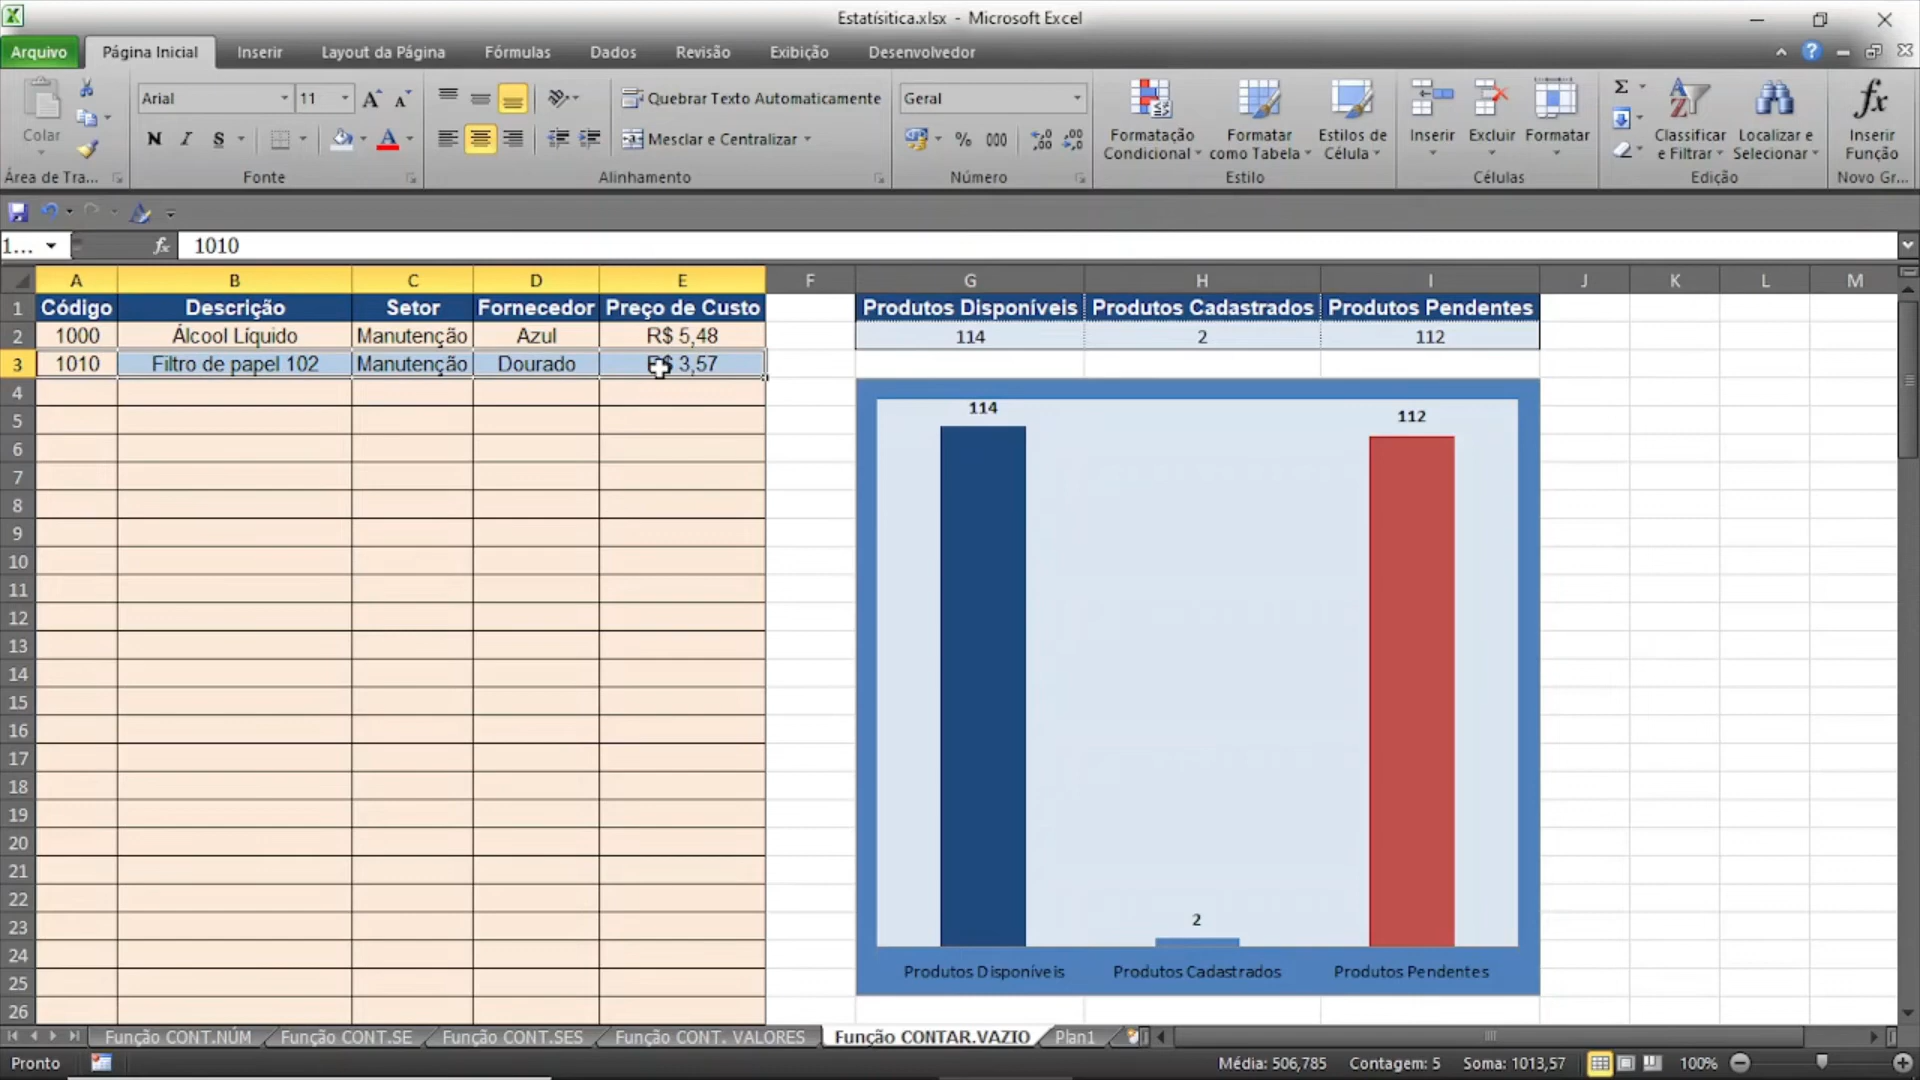 Estatísitica.xlsx - Microsoft Excel
Arquivo
Página Inicial
Inserir
Layout da Página
Fórmulas
Dados
Revisão
Exibição
Desenvolvedor
Colar
Área de Tra...
Arial
11
N I S
Fonte
Quebrar Texto Automaticamente
Mesclar e Centralizar
Alinhamento
Geral
% 000
Número
Formatação Condicional
Formatar como Tabela
Estilos de Célula
Estilo
Inserir
Excluir
Formatar
Células
Classificar e Filtrar
Localizar e Selecionar
Edição
Inserir Função
Novo Gr...
1...
fx
1010
A B C D E F G H I J K L M
1 Código Descrição Setor Fornecedor Preço de Custo Produtos Disponíveis Produtos Cadastrados Produtos Pendentes
2 1000 Álcool Líquido Manutenção Azul R$ 5,48 114 2 112
3 1010 Filtro de papel 102 Manutenção Dourado R$ 3,57
4
5
6
7
8
9
10
11
12
13
14
15
16
17
18
19
20
21
22
23
24
25
26
114
112
2
Produtos Disponíveis Produtos Cadastrados Produtos Pendentes
Função CONT.NÚM Função CONT.SE Função CONT.SES Função CONT. VALORES Função CONTAR.VAZIO Plan1
Pronto
Média: 506,785 Contagem: 5 Soma: 1013,57 100%